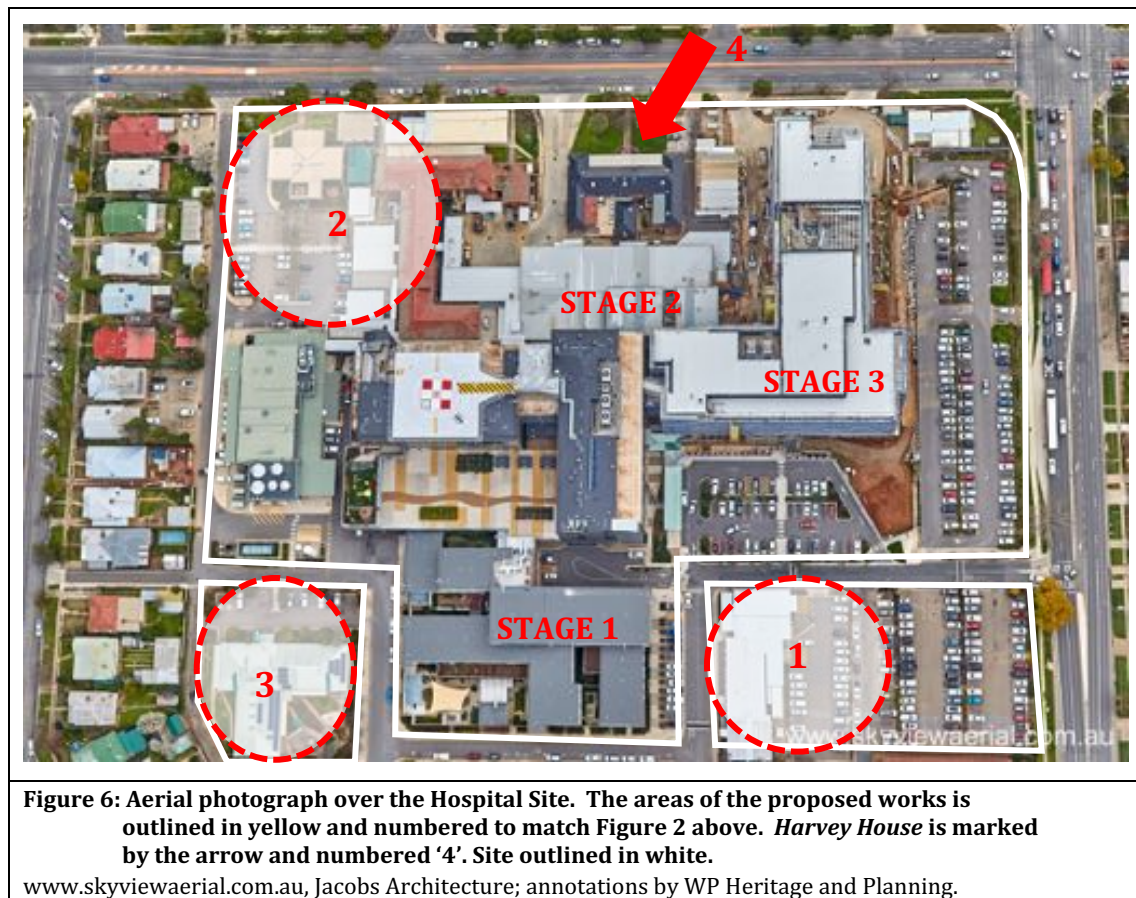 4
2
STAGE 2
STAGE 3
STAGE 1
1
3
www.skyviewaerial.com.au
Figure 6: Aerial photograph over the Hospital Site. The areas of the proposed works is
outlined in yellow and numbered to match Figure 2 above. Harvey House is marked
by the arrow and numbered ‘4’. Site outlined in white.
www.skyviewaerial.com.au, Jacobs Architecture; annotations by WP Heritage and Planning.